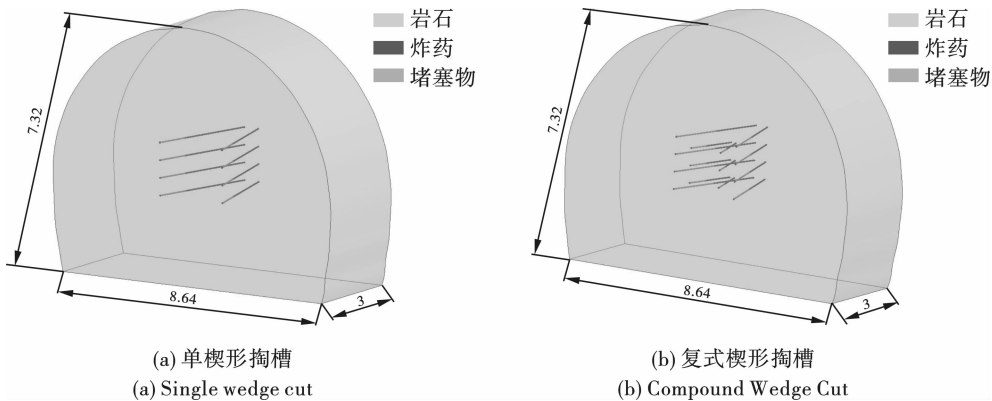 岩石
炸药
堵塞物
7.32
8.64
3
(a) 单楔形掏槽
(a) Single wedge cut
岩石
炸药
堵塞物
7.32
8.64
3
(b) 复式楔形掏槽
(b) Compound Wedge Cut